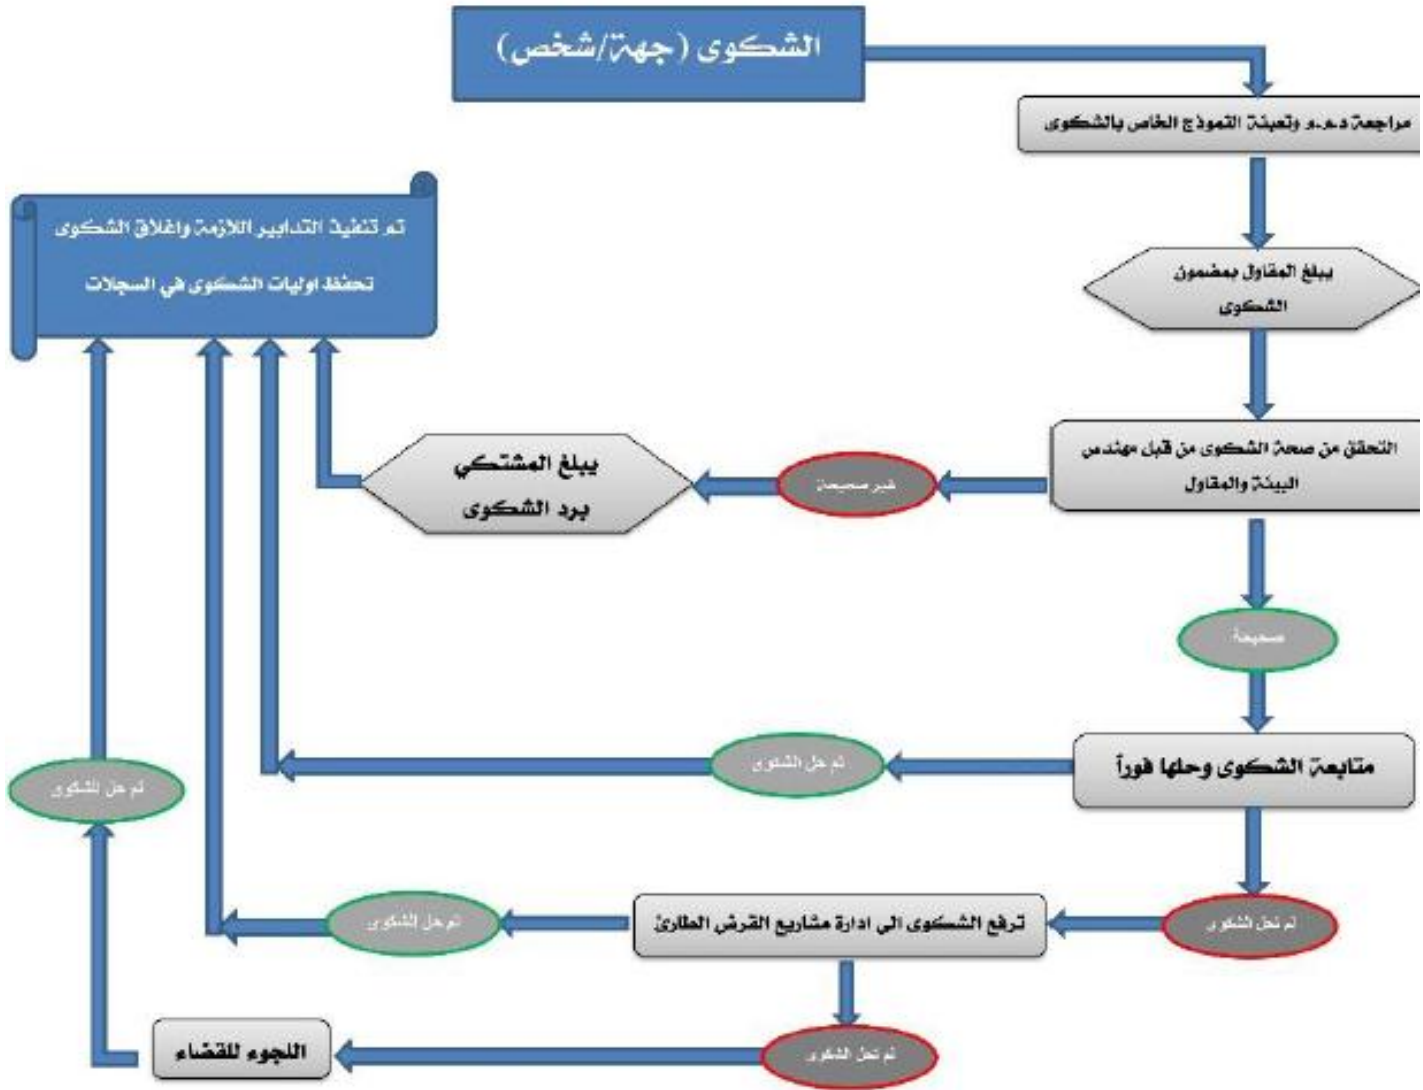 الشكوى (جهة/شخص)
مراجعة د.م.م وتعبئة النموذج الخاص بالشكوى
يبلغ المقاول بمضمون
الشكوى
التحقق من صحة الشكوى من قبل مهندس
البيئة والمقاول
غير صحيحة
يبلغ المشتكي
برد الشكوى
تم تنفيذ التدابير اللازمة واغلاق الشكوى
تحفظ اوليات الشكوى في السجلات
صحيحة
متابعة الشكوى وحلها فوراً
تم حل الشكوى
تم حل الشكوى
لم تحل الشكوى
ترفع الشكوى الى ادارة مشاريع القرض الطارئ
تم حل الشكوى
لم تحل الشكوى
اللجوء للقضاء